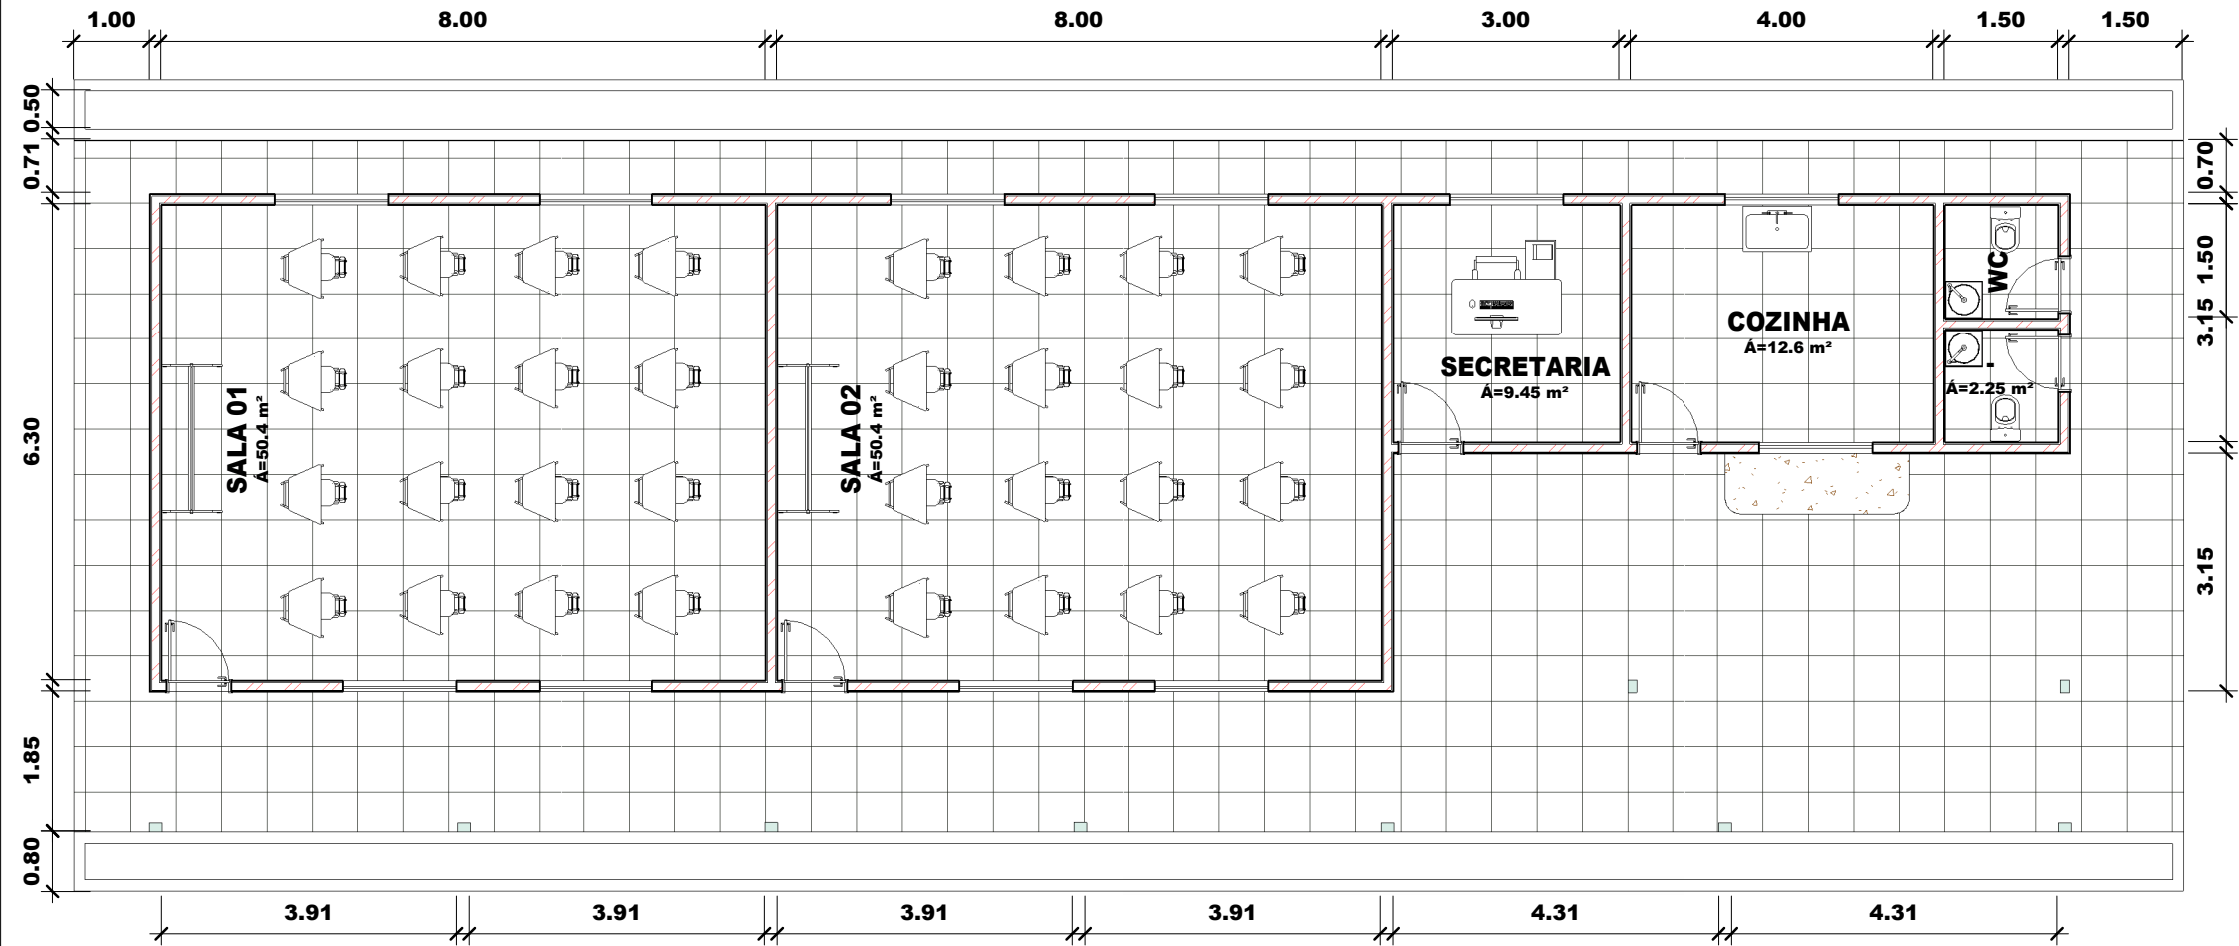 1.00 8.00 8.00 3.00 4.00 1.50 1.50
0.50
0.71
6.30
1.85
0.80
SALA 01
Á=50.4 m²
SALA 02
Á=50.4 m²
SECRETARIA
Á=9.45 m²
COZINHA
Á=12.6 m²
WC -
Á=2.25 m²
0.70
1.50
3.15
3.15
3.91 3.91 3.91 3.91 4.31 4.31